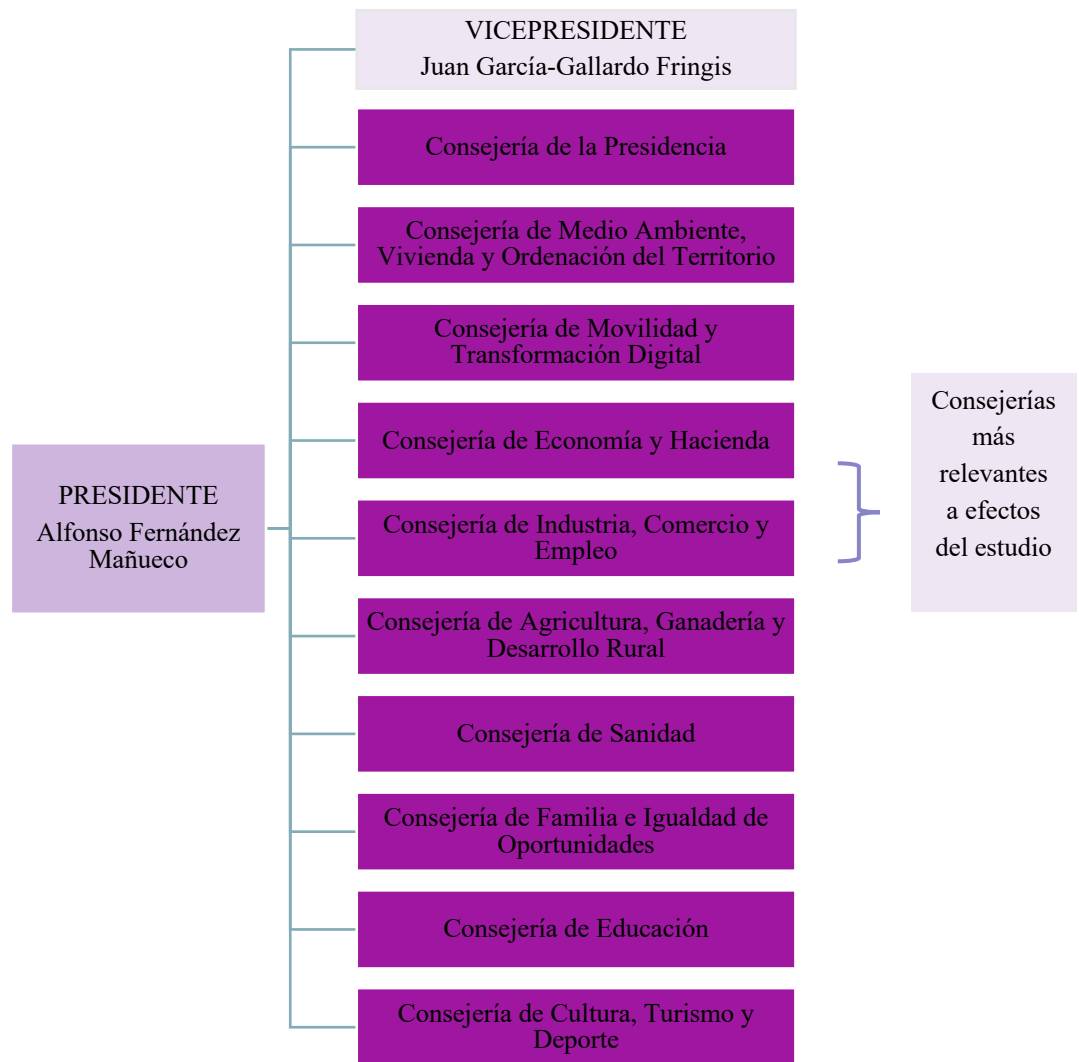 VICEPRESIDENTE
Juan García-Gallardo Fringis
Consejería de la Presidencia
Consejería de Medio Ambiente,
Vivienda y Ordenación del Territorio
Consejería de Movilidad y
Transformación Digital
Consejería de Economía y Hacienda
Consejería de Industria, Comercio y
Empleo
Consejería de Agricultura, Ganadería y
Desarrollo Rural
Consejería de Sanidad
Consejería de Familia e Igualdad de
Oportunidades
Consejería de Educación
Consejería de Cultura, Turismo y
Deporte
PRESIDENTE
Alfonso Fernández
Mañueco
Consejerías
más
relevantes
a efectos
del estudio